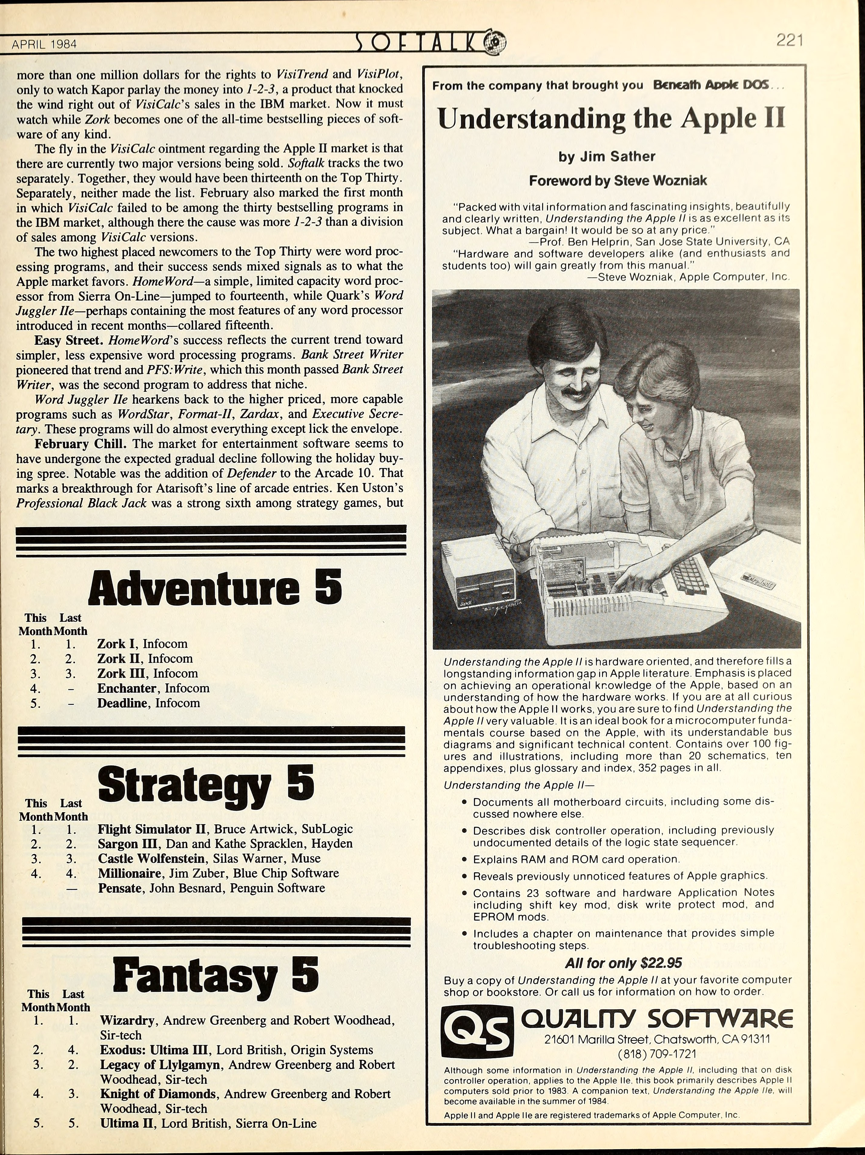 APRIL 1984
SOFTALK
221
more than one million dollars for the rights to VisiTrend and VisiPlot,
only to watch Kapor parlay the money into 1-2-3, a product that knocked
the wind right out of VisiCalc's sales in the IBM market. Now it must
watch while Zork becomes one of the all-time bestselling pieces of soft-
ware of any kind.
The fly in the VisiCalc ointment regarding the Apple II market is that
there are currently two major versions being sold. Softalk tracks the two
separately. Together, they would have been thirteenth on the Top Thirty.
Separately, neither made the list. February also marked the first month
in which VisiCalc failed to be among the thirty bestselling programs in
the IBM market, although there the cause was more 1-2-3 than a division
of sales among VisiCalc versions.
The two highest placed newcomers to the Top Thirty were word proc-
essing programs, and their success sends mixed signals as to what the
Apple market favors. HomeWord—a simple, limited capacity word proc-
essor from Sierra On-Line—jumped to fourteenth, while Quark's Word
Juggler IIe—perhaps containing the most features of any word processor
introduced in recent months—collared fifteenth.
Easy Street. HomeWord's success reflects the current trend toward
simpler, less expensive word processing programs. Bank Street Writer
pioneered that trend and PFS:Write, which this month passed Bank Street
Writer, was the second program to address that niche.
Word Juggler IIe hearkens back to the higher priced, more capable
programs such as WordStar, Format-II, Zardax, and Executive Secre-
tary. These programs will do almost everything except lick the envelope.
February Chill. The market for entertainment software seems to
have undergone the expected gradual decline following the holiday buy-
ing spree. Notable was the addition of Defender to the Arcade 10. That
marks a breakthrough for Atarisoft's line of arcade entries. Ken Uston's
Professional Black Jack was a strong sixth among strategy games, but
Adventure 5
This Last
Month Month
1. 1. Zork I, Infocom
2. 2. Zork II, Infocom
3. 3. Zork III, Infocom
4. – Enchanter, Infocom
5. – Deadline, Infocom
Strategy 5
This Last
Month Month
1. 1. Flight Simulator II, Bruce Artwick, SubLogic
2. 2. Sargon III, Dan and Kathe Spracklen, Hayden
3. 3. Castle Wolfenstein, Silas Warner, Muse
4. 4. Millionaire, Jim Zuber, Blue Chip Software
— Pensate, John Besnard, Penguin Software
Fantasy 5
This Last
Month Month
1. 1. Wizardry, Andrew Greenberg and Robert Woodhead,
Sir-tech
2. 4. Exodus: Ultima III, Lord British, Origin Systems
3. 2. Legacy of Llylgamyn, Andrew Greenberg and Robert
Woodhead, Sir-tech
4. 3. Knight of Diamonds, Andrew Greenberg and Robert
Woodhead, Sir-tech
5. 5. Ultima II, Lord British, Sierra On-Line
From the company that brought you Beneath Apple DOS...
Understanding the Apple II
by Jim Sather
Foreword by Steve Wozniak
"Packed with vital information and fascinating insights, beautifully
and clearly written, Understanding the Apple II is as excellent as its
subject. What a bargain! It would be so at any price."
—Prof. Ben Helprin, San Jose State University, CA
"Hardware and software developers alike (and enthusiasts and
students too) will gain greatly from this manual."
—Steve Wozniak, Apple Computer, Inc.
Understanding the Apple II is hardware oriented, and therefore fills a
longstanding information gap in Apple literature. Emphasis is placed
on achieving an operational knowledge of the Apple, based on an
understanding of how the hardware works. If you are at all curious
about how the Apple II works, you are sure to find Understanding the
Apple II very valuable. It is an ideal book for a microcomputer funda-
mentals course based on the Apple, with its understandable bus
diagrams and significant technical content. Contains over 100 fig-
ures and illustrations, including more than 20 schematics, ten
appendixes, plus glossary and index, 352 pages in all.
Understanding the Apple II—
• Documents all motherboard circuits, including some dis-
cussed nowhere else.
• Describes disk controller operation, including previously
undocumented details of the logic state sequencer.
• Explains RAM and ROM card operation.
• Reveals previously unnoticed features of Apple graphics.
• Contains 23 software and hardware Application Notes
including shift key mod, disk write protect mod, and
EPROM mods.
• Includes a chapter on maintenance that provides simple
troubleshooting steps.
All for only $22.95
Buy a copy of Understanding the Apple II at your favorite computer
shop or bookstore. Or call us for information on how to order.
QS QUALITY SOFTWARE
21601 Marilla Street, Chatsworth, CA 91311
(818) 709-1721
Although some information in Understanding the Apple II, including that on disk
controller operation, applies to the Apple IIe, this book primarily describes Apple II
computers sold prior to 1983. A companion text, Understanding the Apple IIe, will
become available in the summer of 1984.
Apple II and Apple IIe are registered trademarks of Apple Computer, Inc.